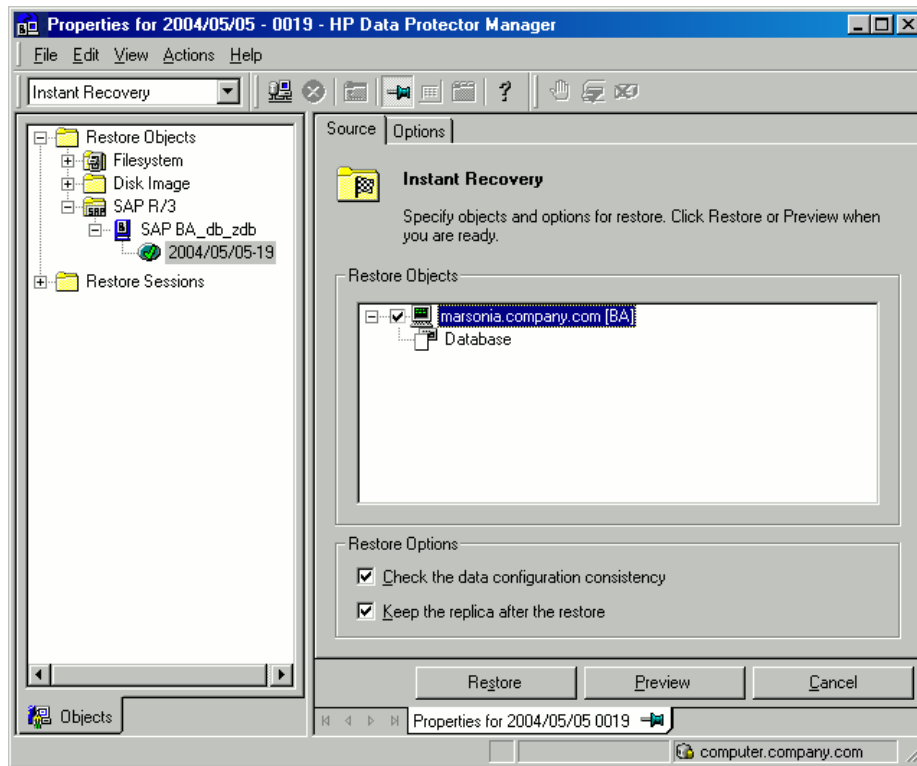 Properties for 2004/05/05 - 0019 - HP Data Protector Manager
File Edit View Actions Help
Instant Recovery
Restore Objects
Filesystem
Disk Image
SAP R/3
SAP BA_db_zdb
2004/05/05-19
Restore Sessions
Objects
Source Options
Instant Recovery
Specify objects and options for restore. Click Restore or Preview when
you are ready.
Restore Objects
marsonia.company.com [BA]
Database
Restore Options
Check the data configuration consistency
Keep the replica after the restore
Restore Preview Cancel
Properties for 2004/05/05 0019
computer.company.com